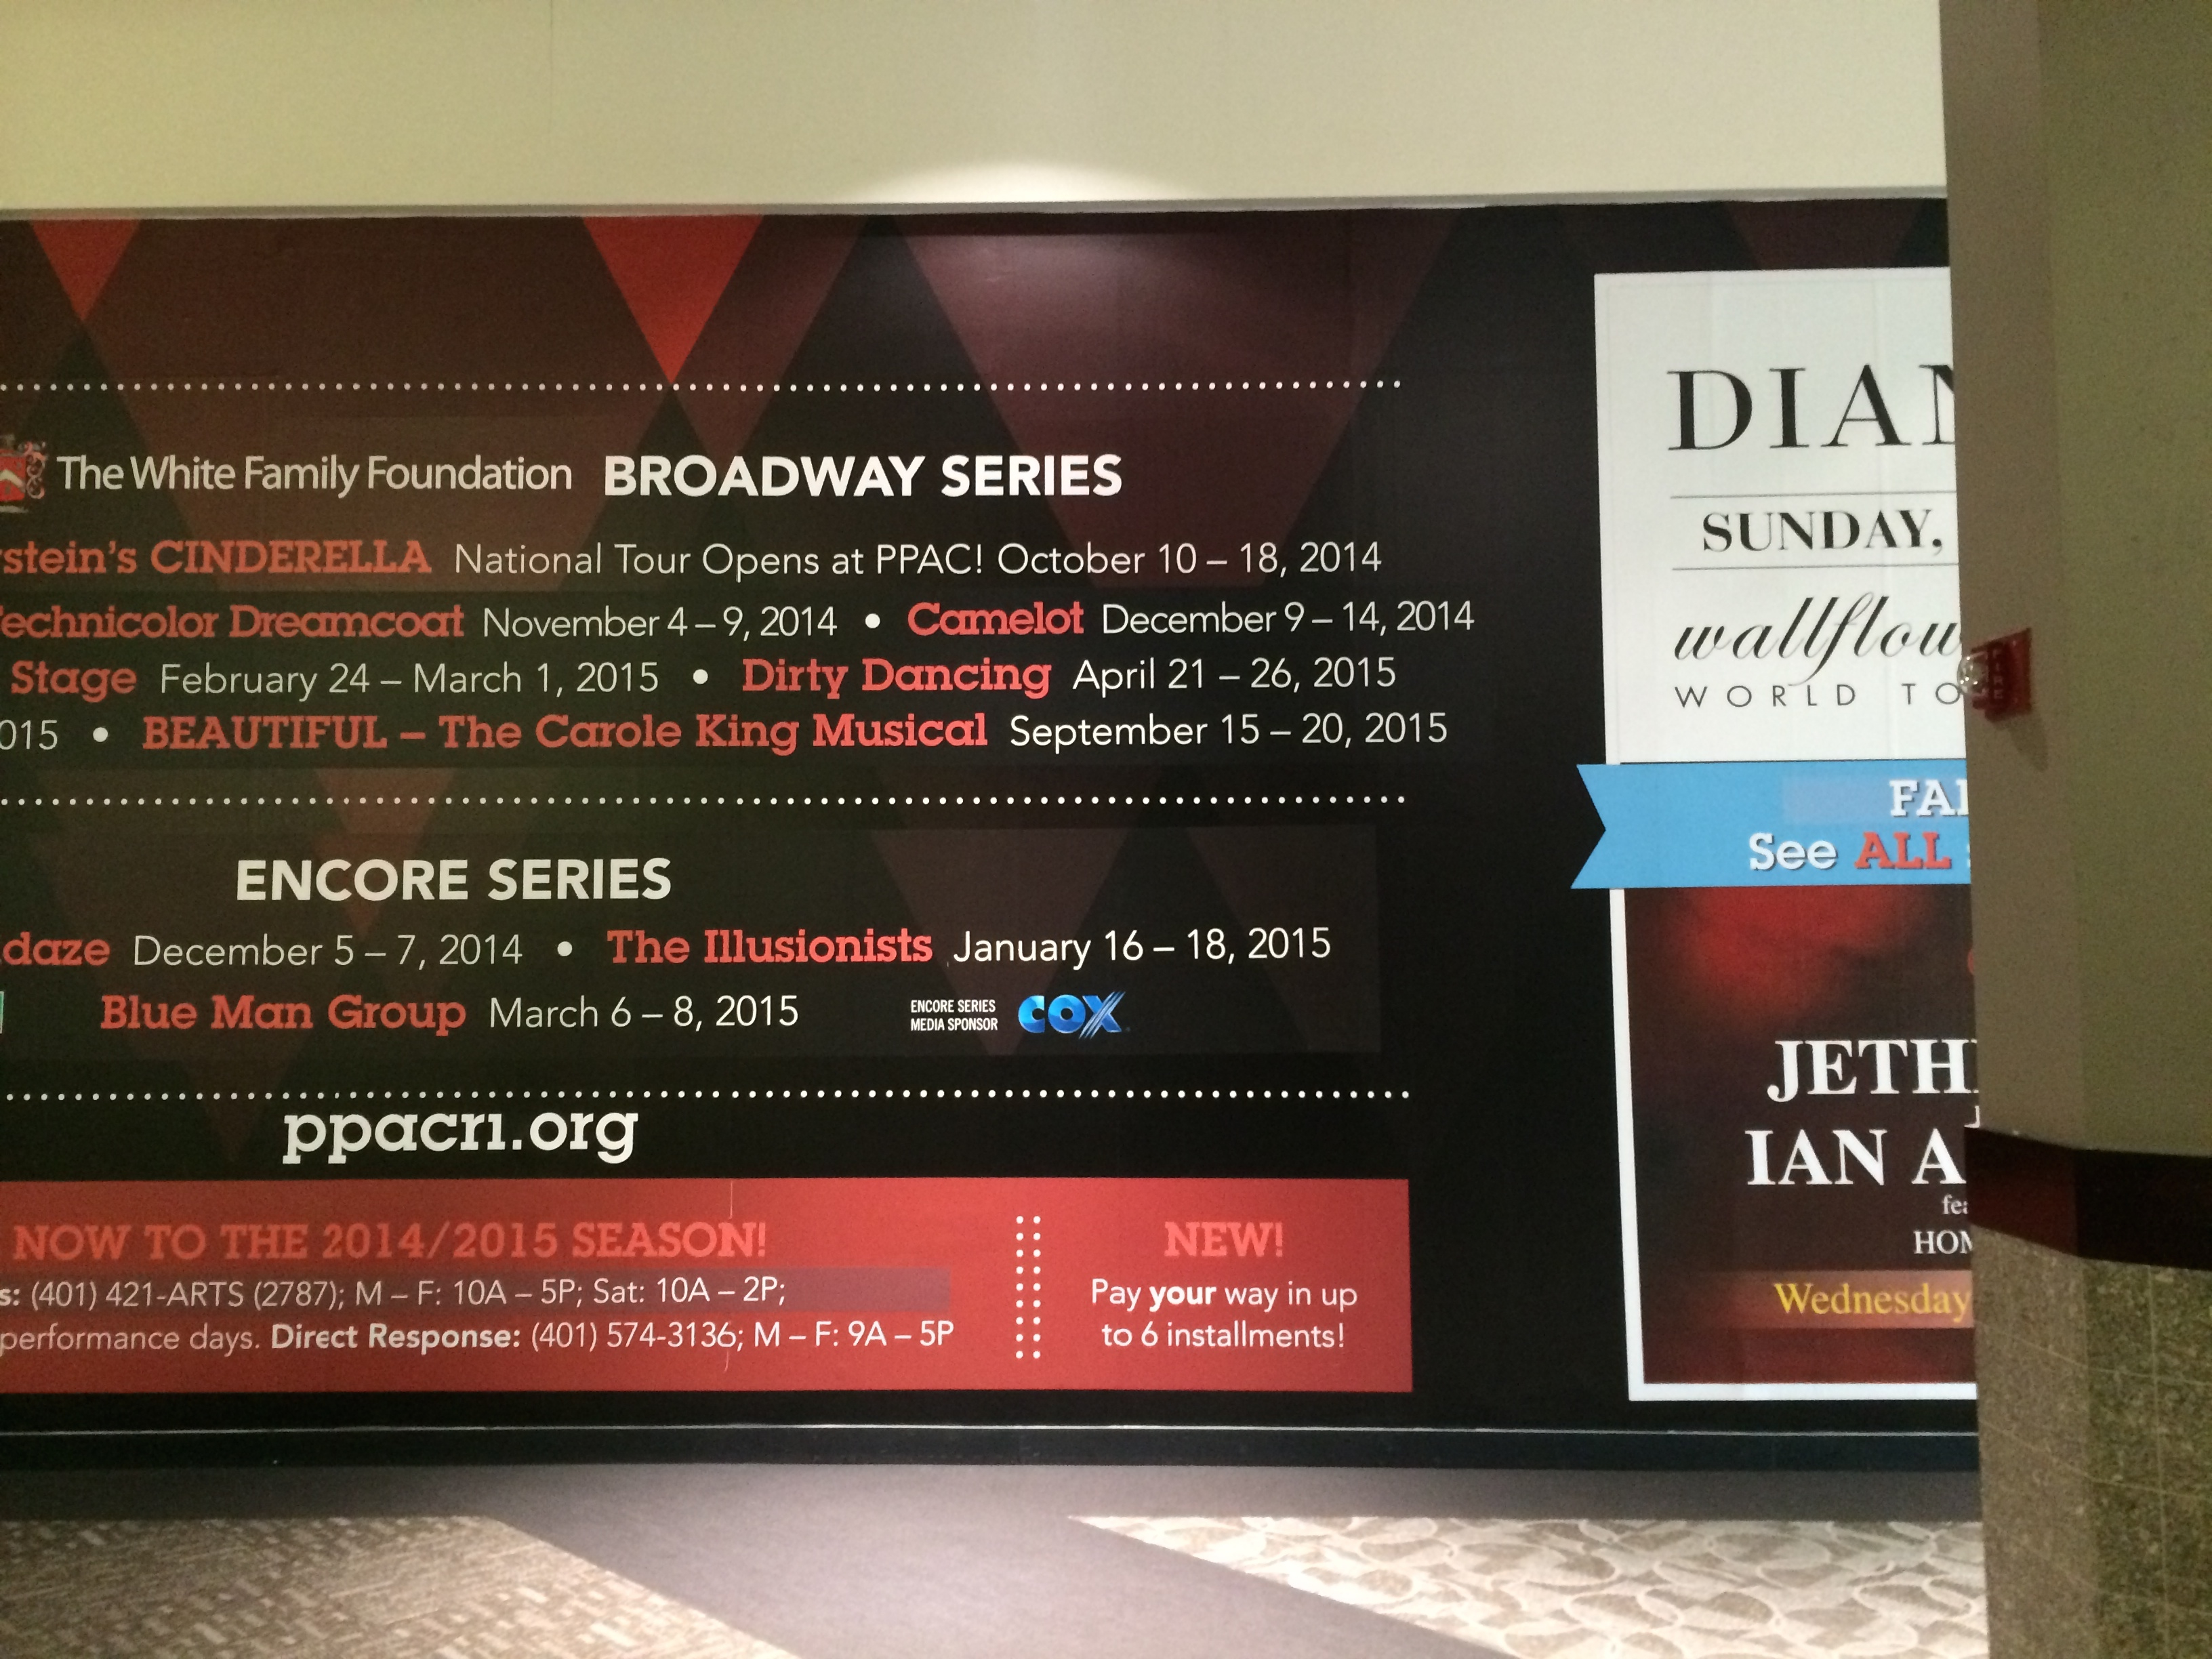 The White Family Foundation BROADWAY SERIES
stein's CINDERELLA National Tour Opens at PPAC! October 10 – 18, 2014
Technicolor Dreamcoat November 4 – 9, 2014 • Camelot December 9 – 14, 2014
Stage February 24 – March 1, 2015 • Dirty Dancing April 21 – 26, 2015
015 • BEAUTIFUL – The Carole King Musical September 15 – 20, 2015
ENCORE SERIES
daze December 5 – 7, 2014 • The Illusionists January 16 – 18, 2015
Blue Man Group March 6 – 8, 2015
ENCORE SERIES
MEDIA SPONSOR
COX
ppacri.org
NOW TO THE 2014/2015 SEASON!
s: (401) 421-ARTS (2787); M – F: 10A – 5P; Sat: 10A – 2P;
performance days. Direct Response: (401) 574-3136; M – F: 9A – 5P
NEW!
Pay your way in up
to 6 installments!
DIAN
SUNDAY,
wallflow
WORLD TO
FAL
See ALL
JETH
IAN A
fea
HOM
Wednesday
FIRE